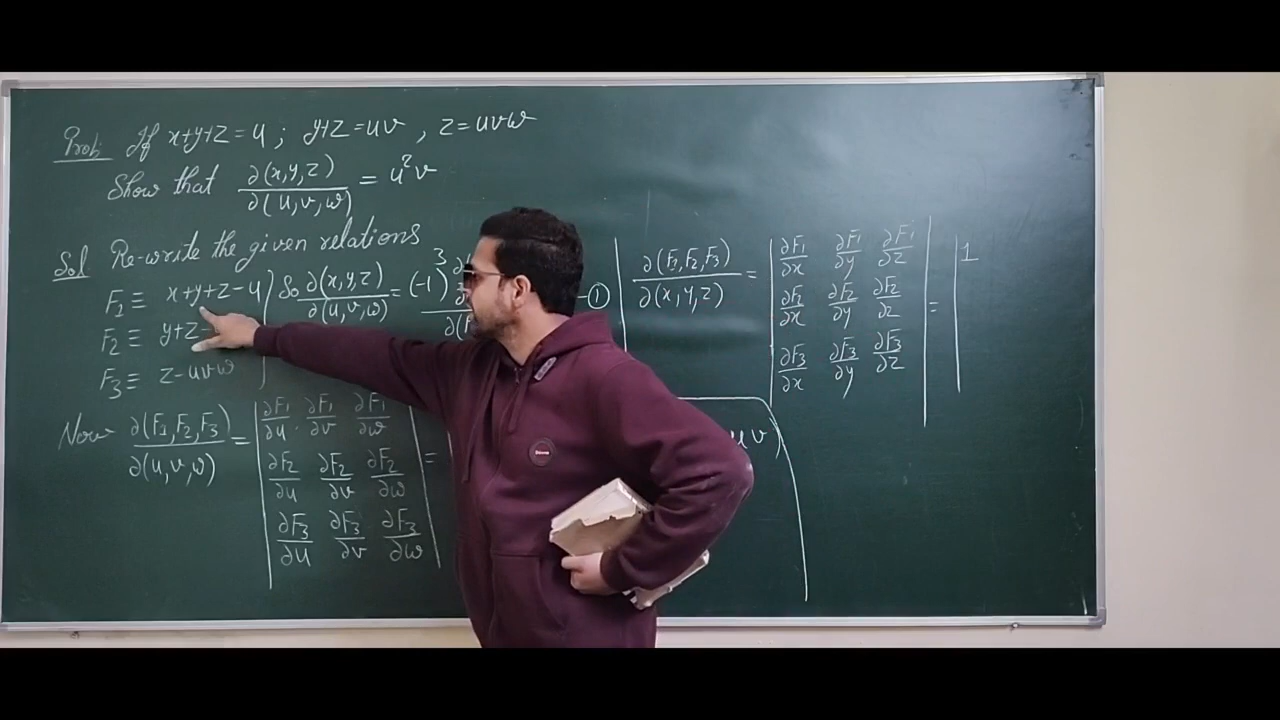 Prob. If x+y+z=u ; y+z=uv , z=uvw
Show that ∂(x,y,z)/∂(u,v,w) = u²v
Sol Re-write the given relations
F₁ ≡ x+y+z-u
F₂ ≡ y+z-
F₃ ≡ z-uvw
So ∂(x,y,z)/∂(u,v,w) = (-1)³ -①
Now ∂(F₁,F₂,F₃)/∂(u,v,w) = | ∂F₁/∂u . ∂F₁/∂v ∂F₁/∂w
∂F₂/∂u ∂F₂/∂v ∂F₂/∂w | =
∂F₃/∂u ∂F₃/∂v ∂F₃/∂w
uv)
∂(F₁,F₂,F₃)/∂(x,y,z) = | ∂F₁/∂x ∂F₁/∂y ∂F₁/∂z | 1
∂F₂/∂x ∂F₂/∂y ∂F₂/∂z | = |
∂F₃/∂x ∂F₃/∂y ∂F₃/∂z